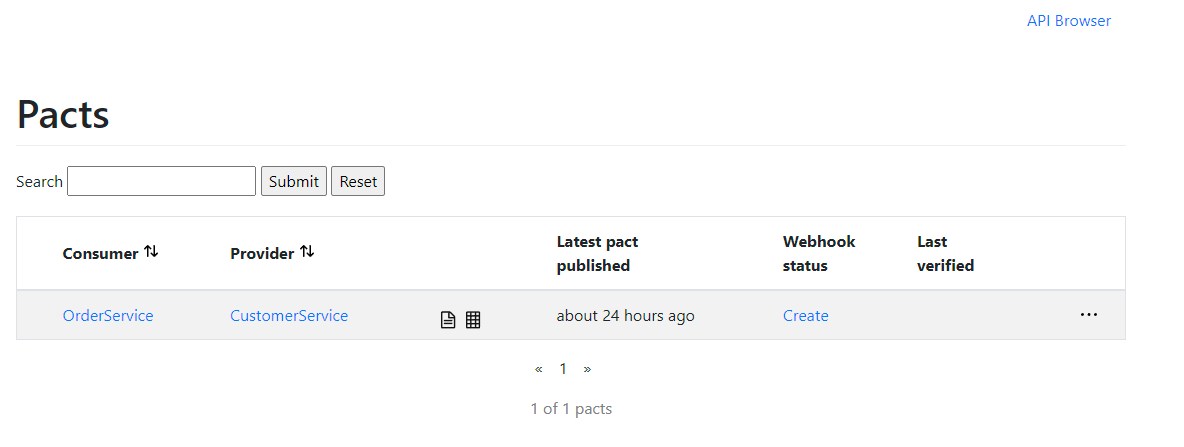 API Browser
Pacts
Search Submit Reset
Consumer Provider Latest pact published Webhook status Last verified
OrderService CustomerService about 24 hours ago Create ...
« 1 »
1 of 1 pacts